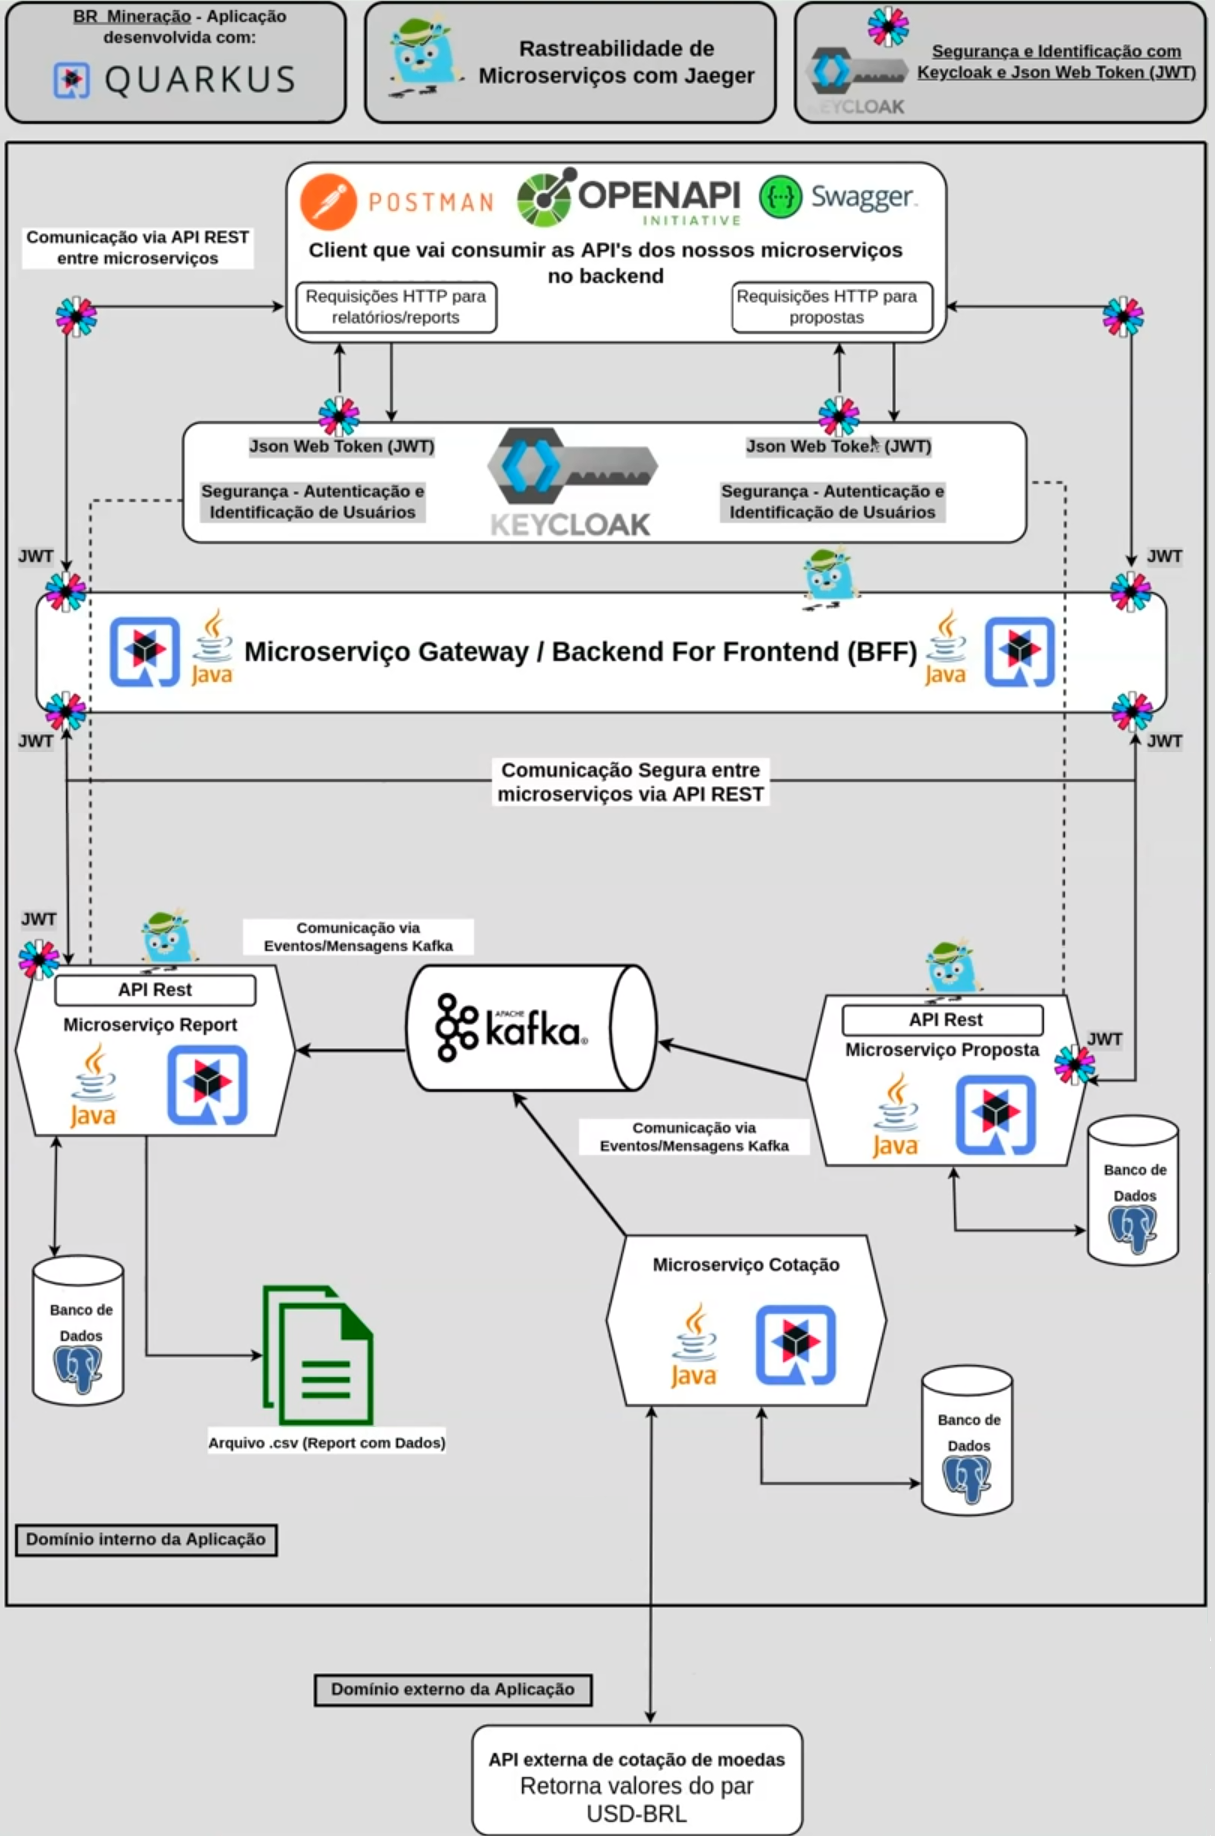 BR_Mineração - Aplicação
desenvolvida com:
QUARKUS
Rastreabilidade de
Microserviços com Jaeger
Segurança e Identificação com
Keycloak e Json Web Token (JWT)
KEYCLOAK
POSTMAN
OPENAPI
INITIATIVE
Swagger.
Client que vai consumir as API's dos nossos microserviços
no backend
Comunicação via API REST
entre microserviços
Requisições HTTP para
relatórios/reports
Requisições HTTP para
propostas
Json Web Token (JWT)
Segurança - Autenticação e
Identificação de Usuários
KEYCLOAK
Json Web Token (JWT)
Segurança - Autenticação e
Identificação de Usuários
JWT
JWT
Java
Microserviço Gateway / Backend For Frontend (BFF)
Java
JWT
JWT
Comunicação Segura entre
microserviços via API REST
JWT
Comunicação via
Eventos/Mensagens Kafka
API Rest
Microserviço Report
Java
APACHE
kafka®
API Rest
Microserviço Proposta
JWT
Java
Comunicação via
Eventos/Mensagens Kafka
Banco de
Dados
Microserviço Cotação
Java
Banco de
Dados
Arquivo .csv (Report com Dados)
Banco de
Dados
Domínio interno da Aplicação
Domínio externo da Aplicação
API externa de cotação de moedas
Retorna valores do par
USD-BRL